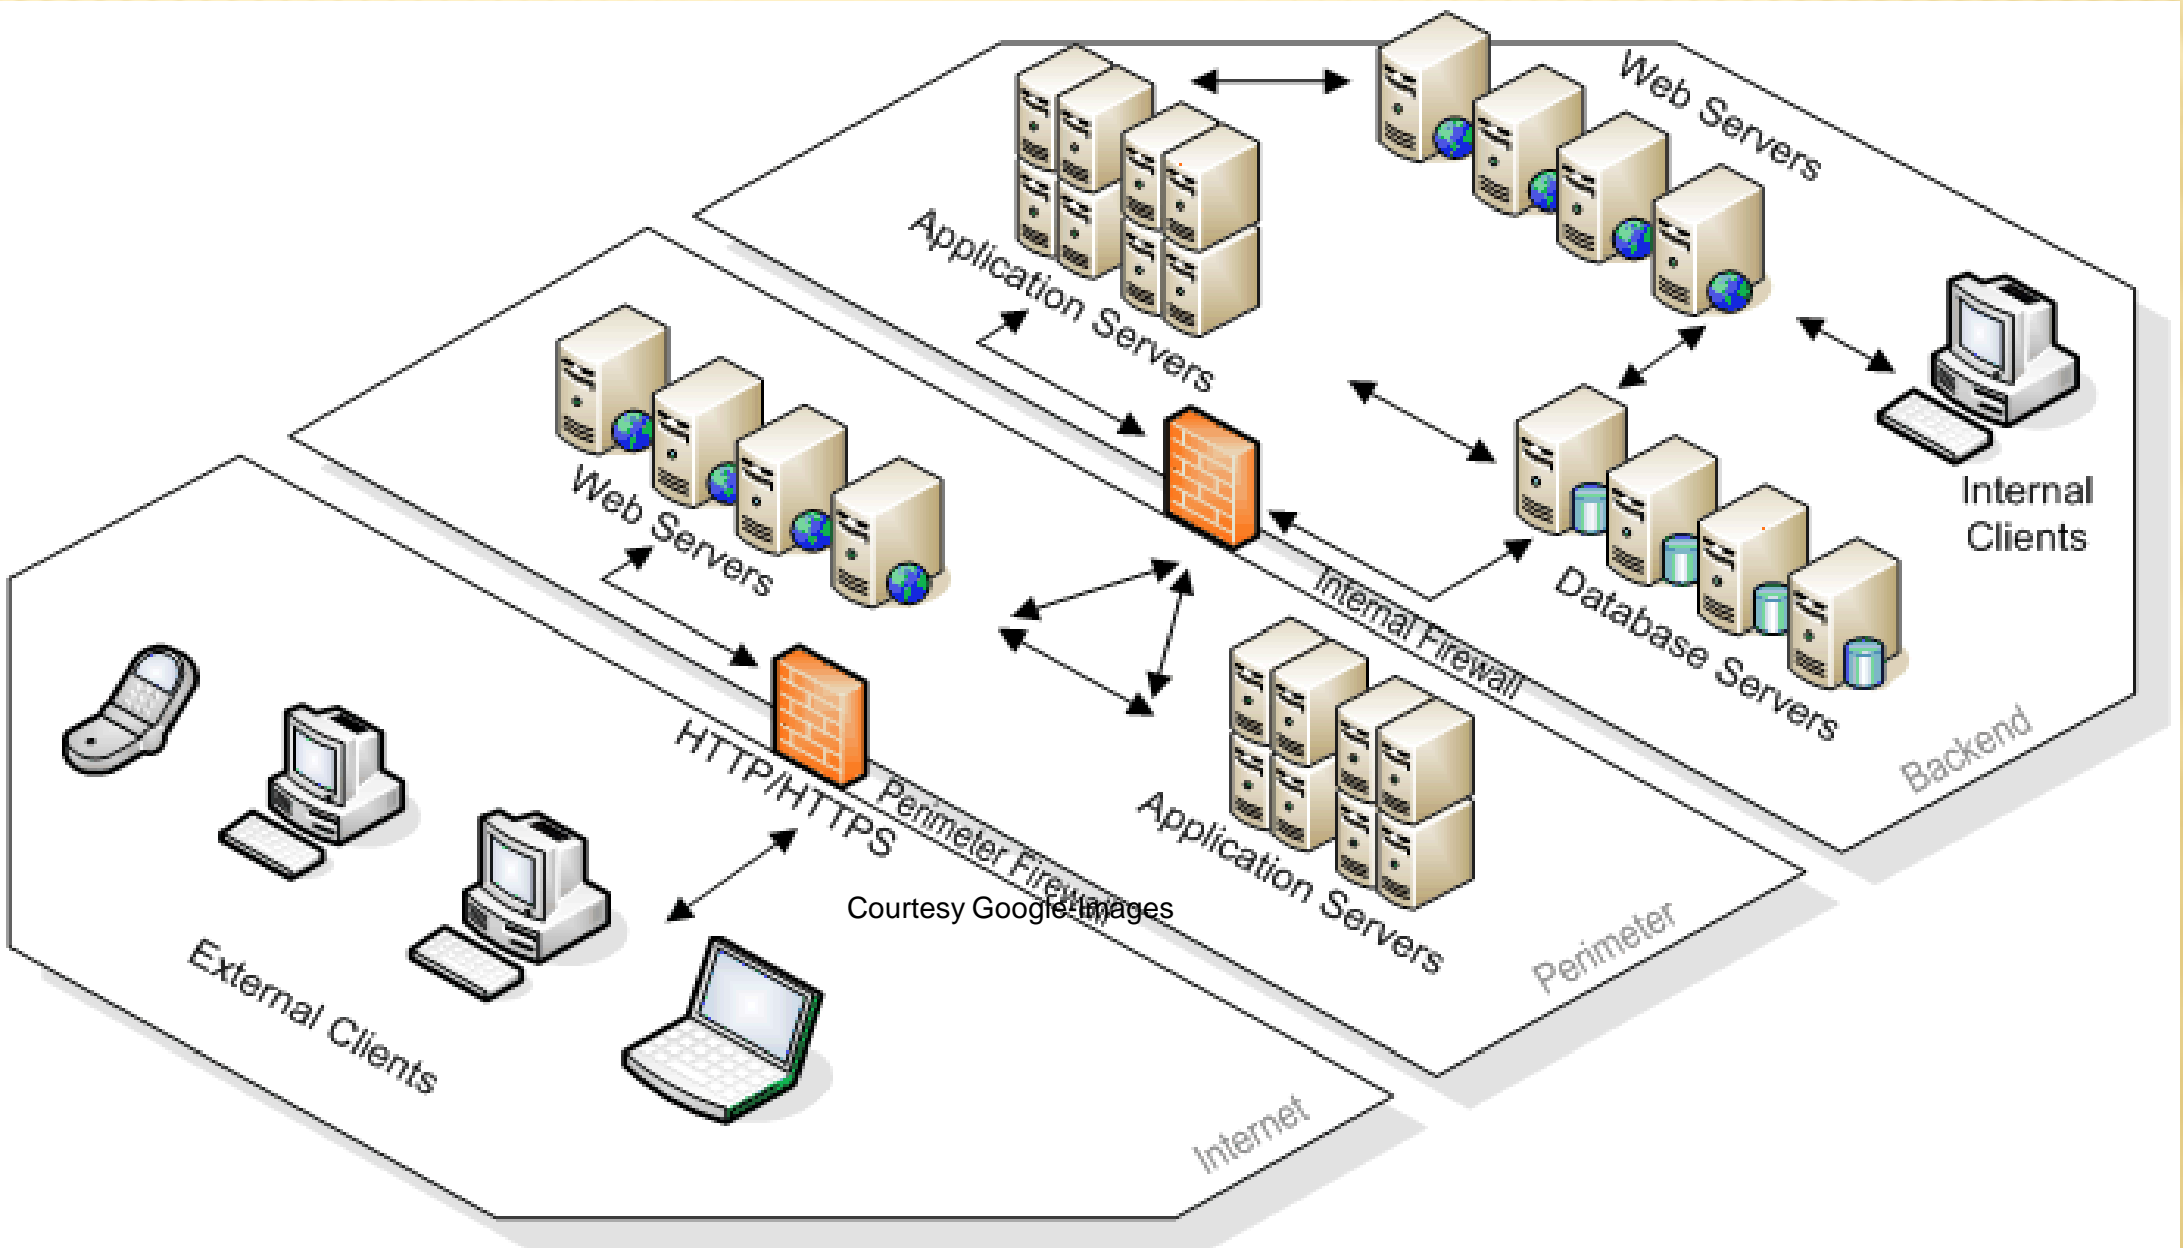 Web Servers
Application Servers
Internal
Clients
Web Servers
Internal Firewall
Database Servers
Backend
HTTP/HTTPS
Perimeter Firewall
Courtesy Google-Images
Application Servers
Perimeter
External Clients
Internet